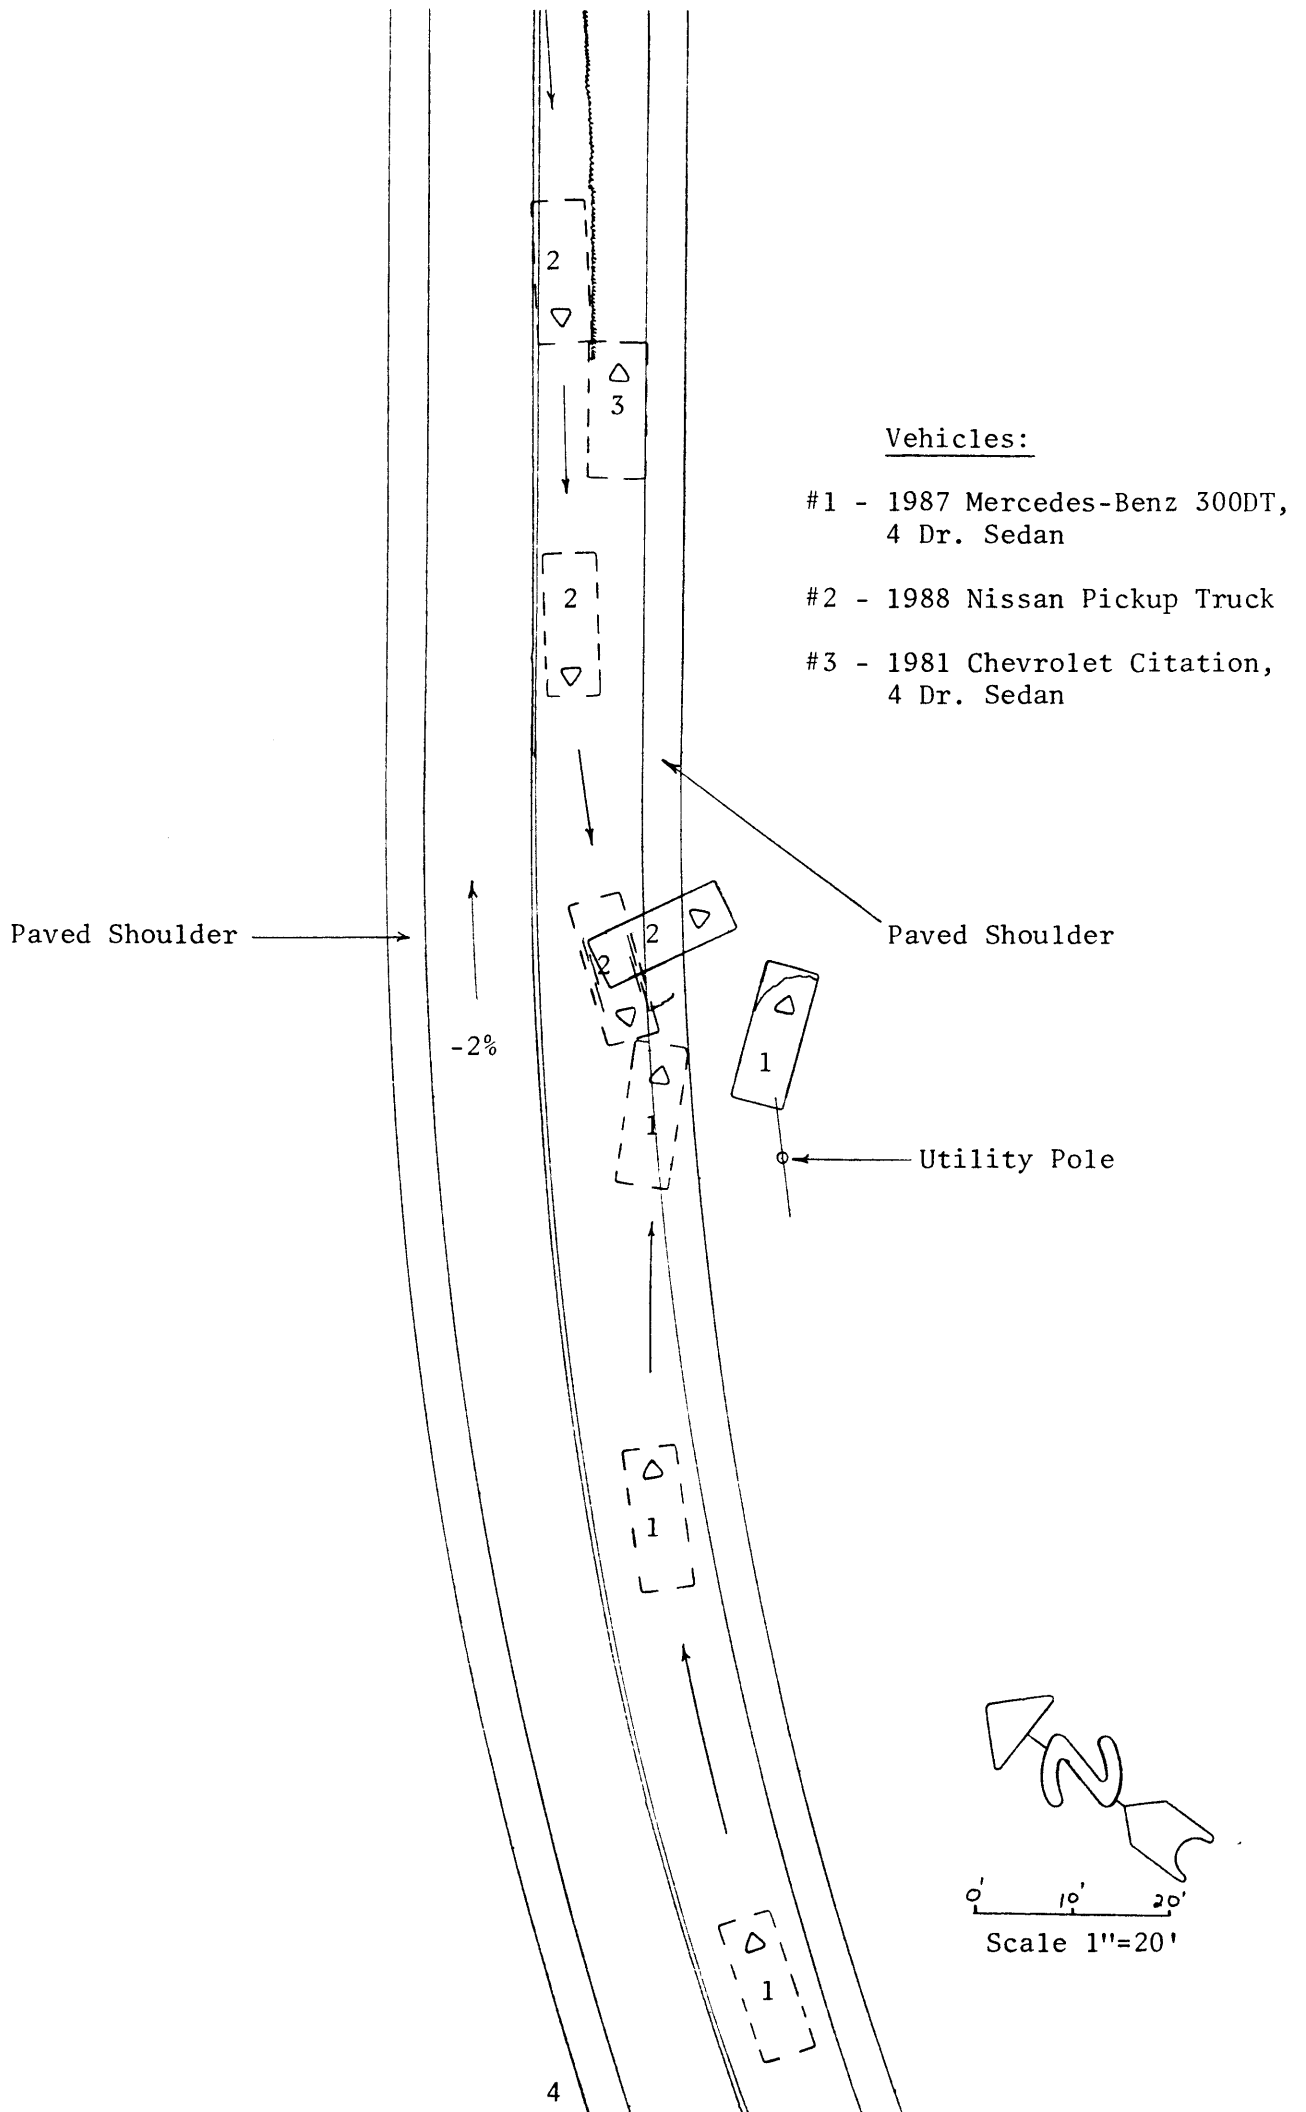 2
3
Vehicles:
#1 - 1987 Mercedes-Benz 300DT,
4 Dr. Sedan
2
#2 - 1988 Nissan Pickup Truck
#3 - 1981 Chevrolet Citation,
4 Dr. Sedan
Paved Shoulder
2
2
Paved Shoulder
-2%
1
1
Utility Pole
1
N
0' 10' 20'
Scale 1"=20'
1
4